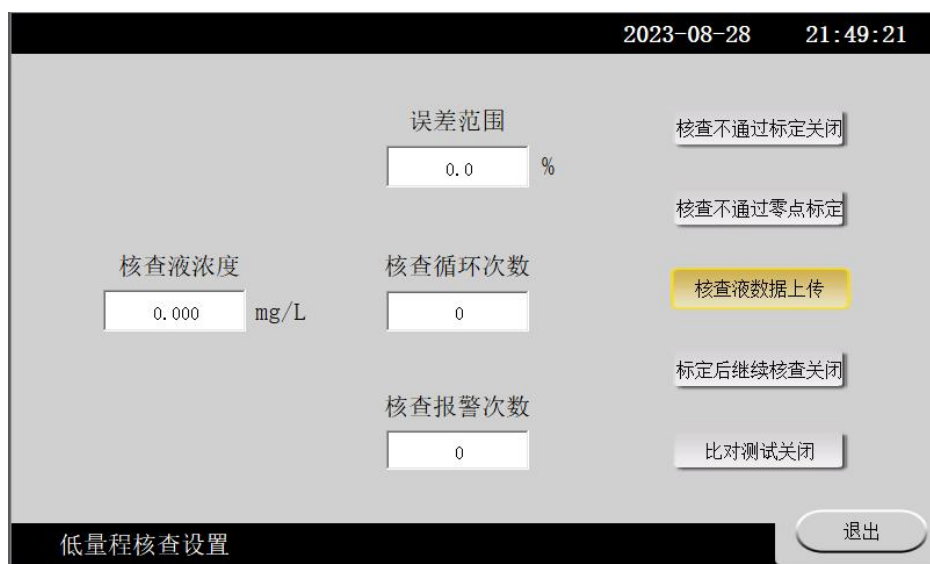 2023-08-28 21:49:21
误差范围
0.0 %
核查不通过标定关闭
核查不通过零点标定
核查液浓度
0.000 mg/L
核查循环次数
0
核查液数据上传
标定后继续核查关闭
核查报警次数
0
比对测试关闭
低量程核查设置
退出